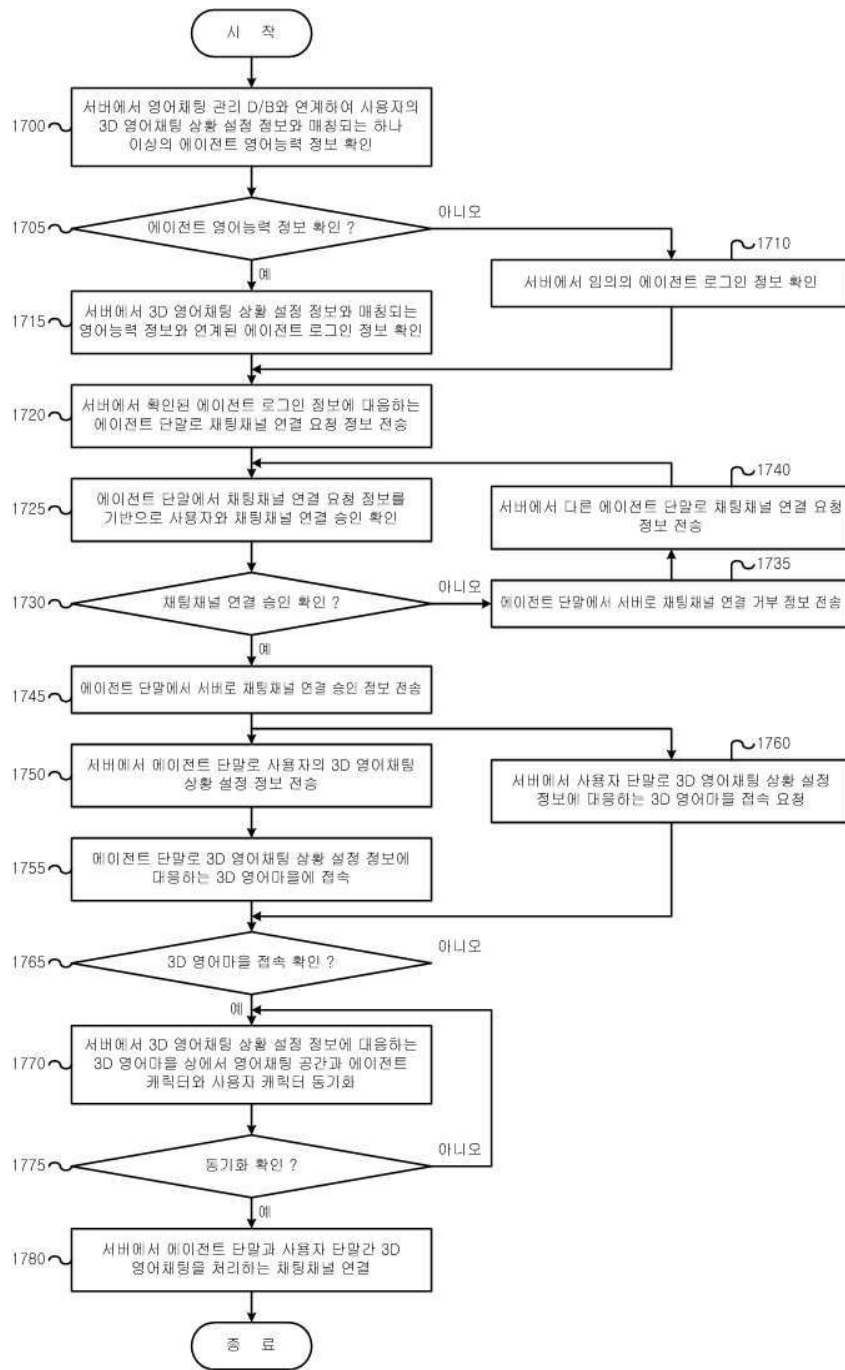 시 작
1700
서버에서 영어채팅 관리 D/B와 연계하여 사용자의
3D 영어채팅 상황 설정 정보와 매칭되는 하나
이상의 에이전트 영어능력 정보 확인
1705
에이전트 영어능력 정보 확인 ?
아니오
예
1710
서버에서 임의의 에이전트 로그인 정보 확인
1715
서버에서 3D 영어채팅 상황 설정 정보와 매칭되는
영어능력 정보와 연계된 에이전트 로그인 정보 확인
1720
서버에서 확인된 에이전트 로그인 정보에 대응하는
에이전트 단말로 채팅채널 연결 요청 정보 전송
1725
에이전트 단말에서 채팅채널 연결 요청 정보를
기반으로 사용자와 채팅채널 연결 승인 확인
1740
서버에서 다른 에이전트 단말로 채팅채널 연결 요청
정보 전송
1730
채팅채널 연결 승인 확인 ?
아니오
예
1735
에이전트 단말에서 서버로 채팅채널 연결 거부 정보 전송
1745
에이전트 단말에서 서버로 채팅채널 연결 승인 정보 전송
1750
서버에서 에이전트 단말로 사용자의 3D 영어채팅
상황 설정 정보 전송
1760
서버에서 사용자 단말로 3D 영어채팅 상황 설정
정보에 대응하는 3D 영어마을 접속 요청
1755
에이전트 단말로 3D 영어채팅 상황 설정 정보에
대응하는 3D 영어마을에 접속
1765
3D 영어마을 접속 확인 ?
아니오
예
1770
서버에서 3D 영어채팅 상황 설정 정보에 대응하는
3D 영어마을 상에서 영어채팅 공간과 에이전트
캐릭터와 사용자 캐릭터 동기화
1775
동기화 확인 ?
아니오
예
1780
서버에서 에이전트 단말과 사용자 단말간 3D
영어채팅을 처리하는 채팅채널 연결
종 료